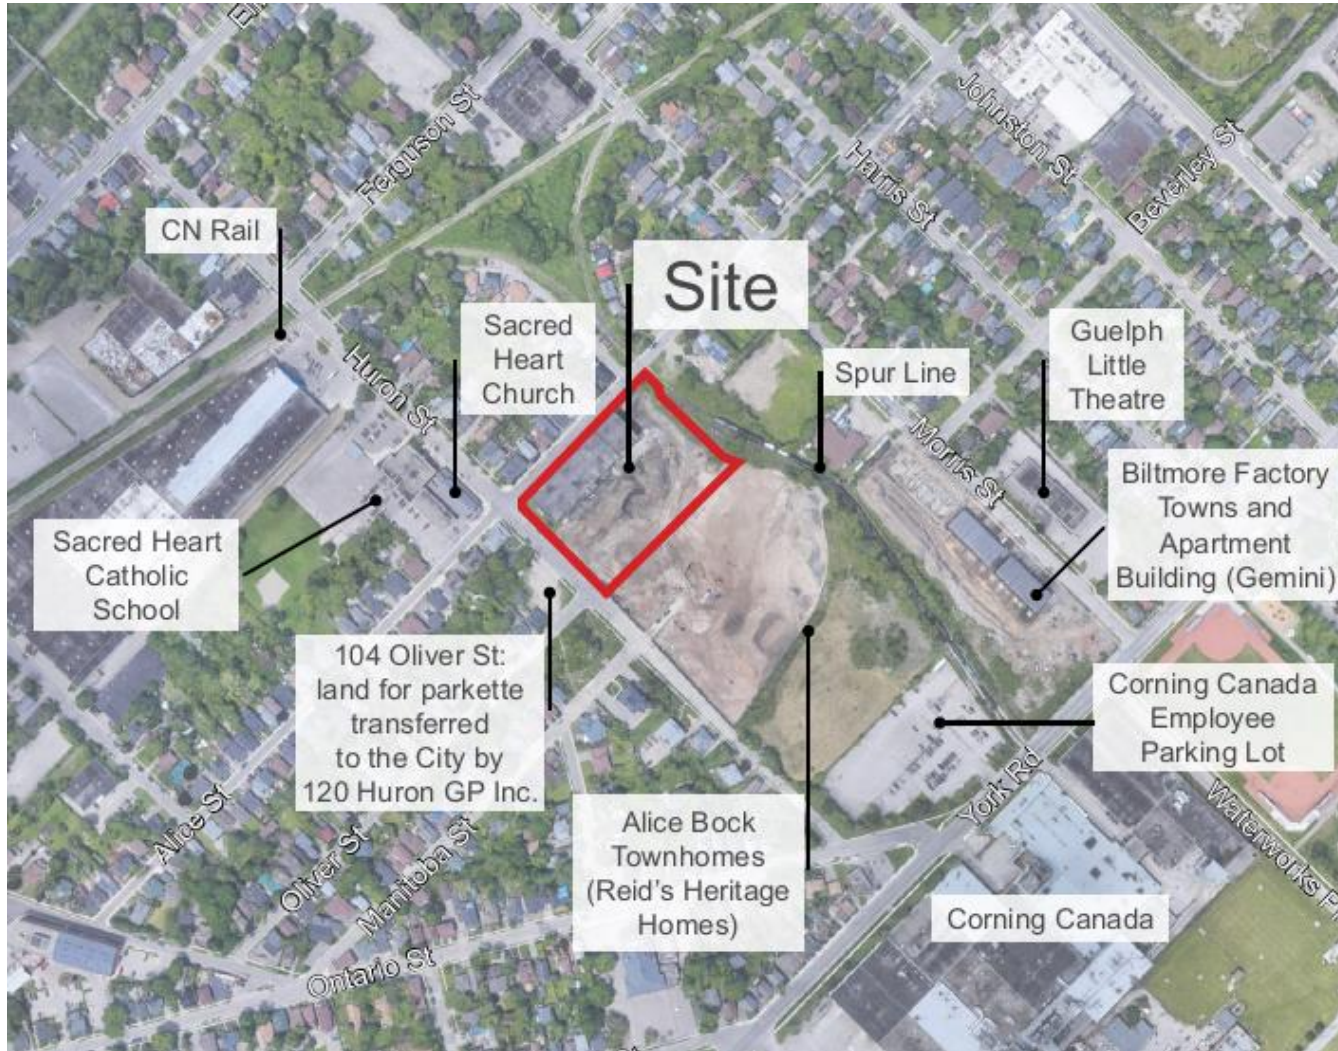 Ferguson St
Johnston St
Harris St
Beverley St
CN Rail
Site
Sacred
Heart
Church
Huron St
Spur Line
Guelph
Little
Theatre
Morris St
Biltmore Factory
Towns and
Apartment
Building (Gemini)
Sacred Heart
Catholic
School
104 Oliver St:
land for parkette
transferred
to the City by
120 Huron GP Inc.
Corning Canada
Employee
Parking Lot
York Rd
Waterworks
Alice St
Oliver St
Manitoba St
Ontario St
Alice Bock
Townhomes
(Reid's Heritage
Homes)
Corning Canada